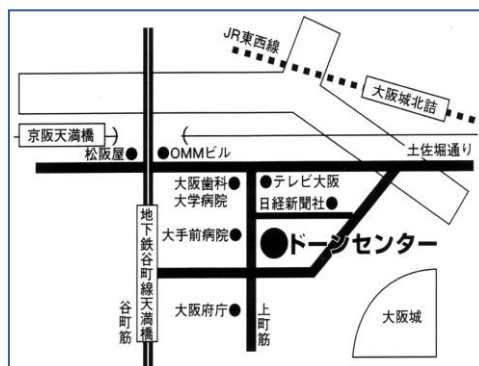 JR東西線
大阪城北詰
京阪天満橋
土佐堀通り
松阪屋
OMMビル
大阪歯科
大学病院
テレビ大阪
日経新聞社
大手前病院
ドーンセンター
地下鉄谷町線天満橋
谷町筋
大阪府庁
上町筋
大阪城